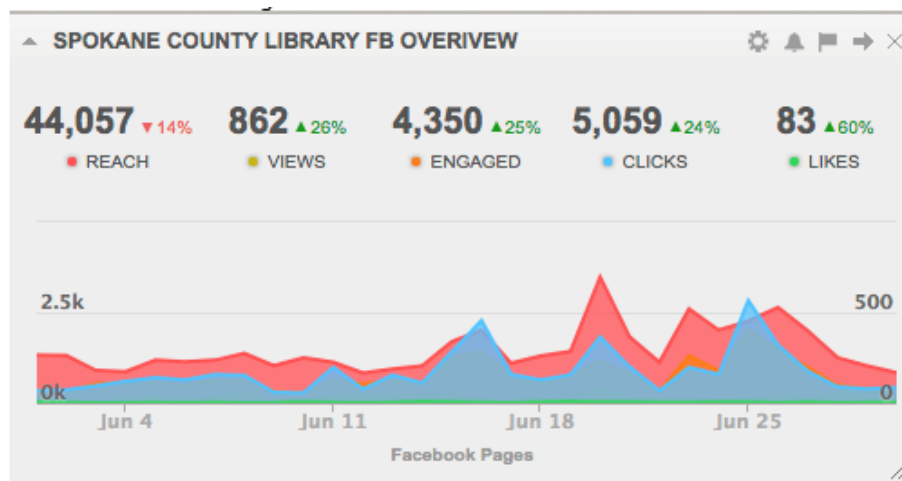 SPOKANE COUNTY LIBRARY FB OVERIVEW
44,057 ▼14% 862 ▲26% 4,350 ▲25% 5,059 ▲24% 83 ▲60%
REACH VIEWS ENGAGED CLICKS LIKES
2.5k 500
0k 0
Jun 4 Jun 11 Jun 18 Jun 25
Facebook Pages